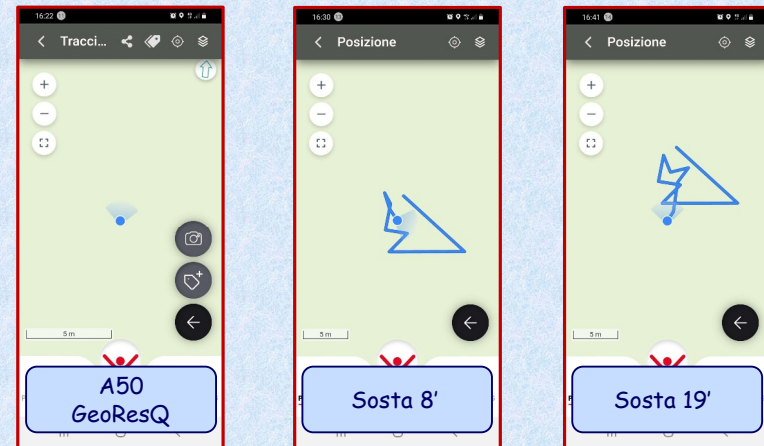 16:22
Tracci...
5 m
A50
GeoResQ
16:30
Posizione
5 m
Sosta 8'
16:41
Posizione
5 m
Sosta 19'